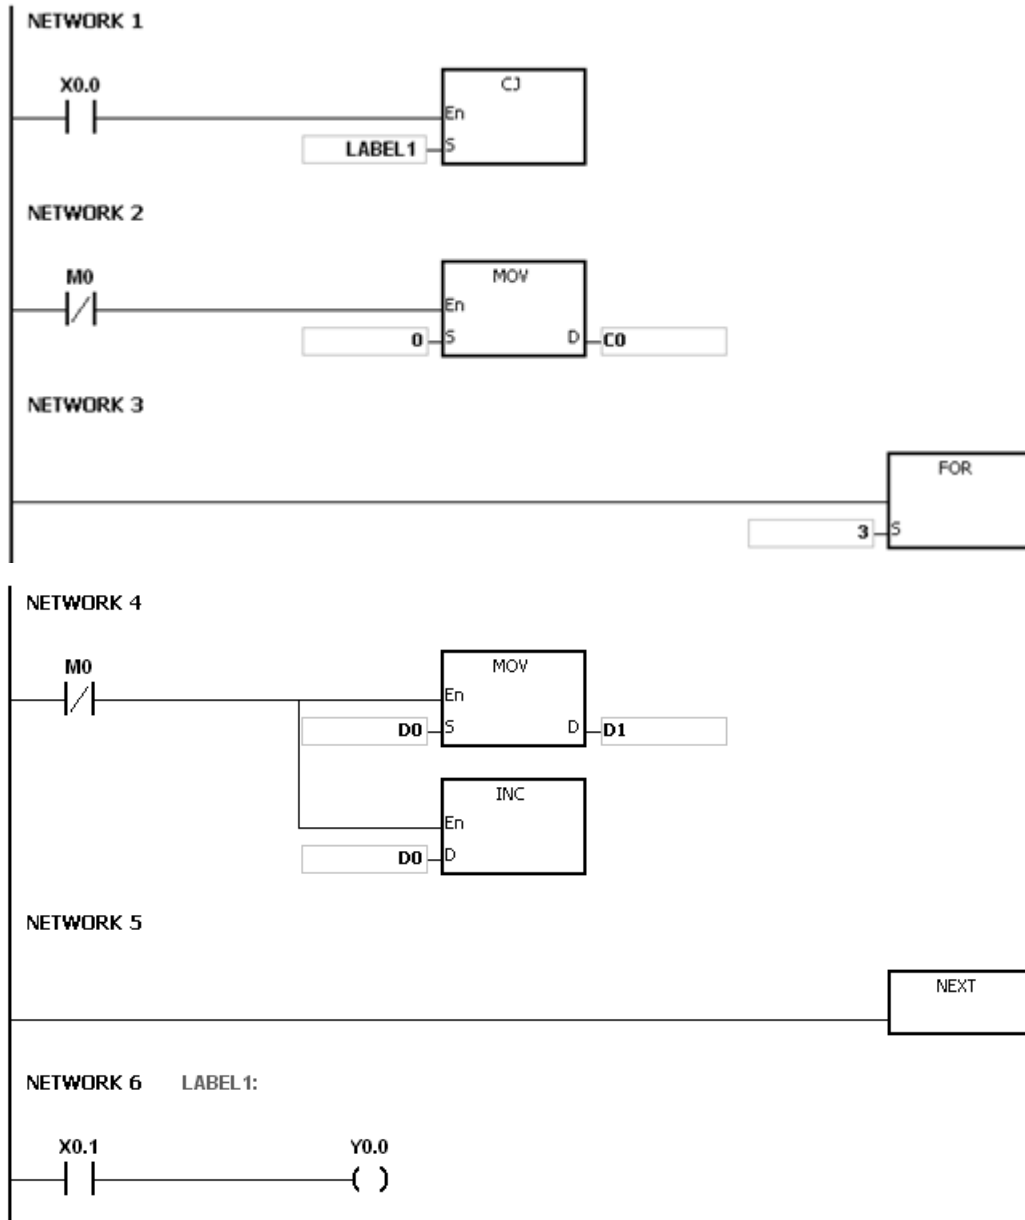 NETWORK 1
X0.0
CJ
En
LABEL1
S
NETWORK 2
M0
MOV
En
0
S
D
C0
NETWORK 3
FOR
3
S
NETWORK 4
M0
MOV
En
D0
S
D
D1
INC
En
D0
D
NETWORK 5
NEXT
NETWORK 6 LABEL1:
X0.1
Y0.0